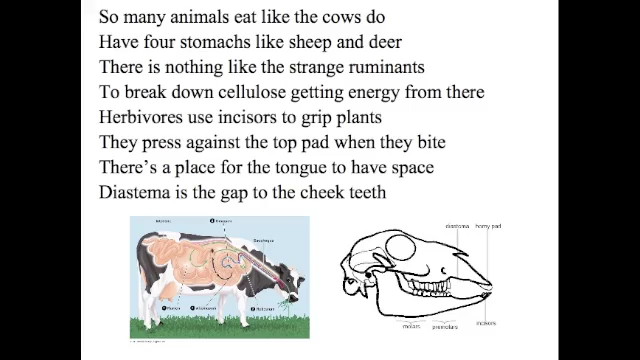 So many animals eat like the cows do
Have four stomachs like sheep and deer
There is nothing like the strange ruminants
To break down cellulose getting energy from there
Herbivores use incisors to grip plants
They press against the top pad when they bite
There's a place for the tongue to have space
Diastema is the gap to the cheek teeth
diastoma horny pad
molars premolars incisors